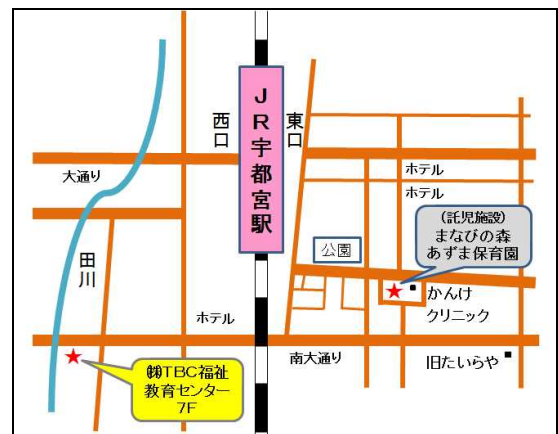 JR宇都宮駅
西口
東口
大通り
ホテル
ホテル
(託児施設)
まなびの森
あずま保育園
公園
田川
かんけ
クリニック
ホテル
南大通り
旧たいらや
㈱TBC福祉
教育センター
7F